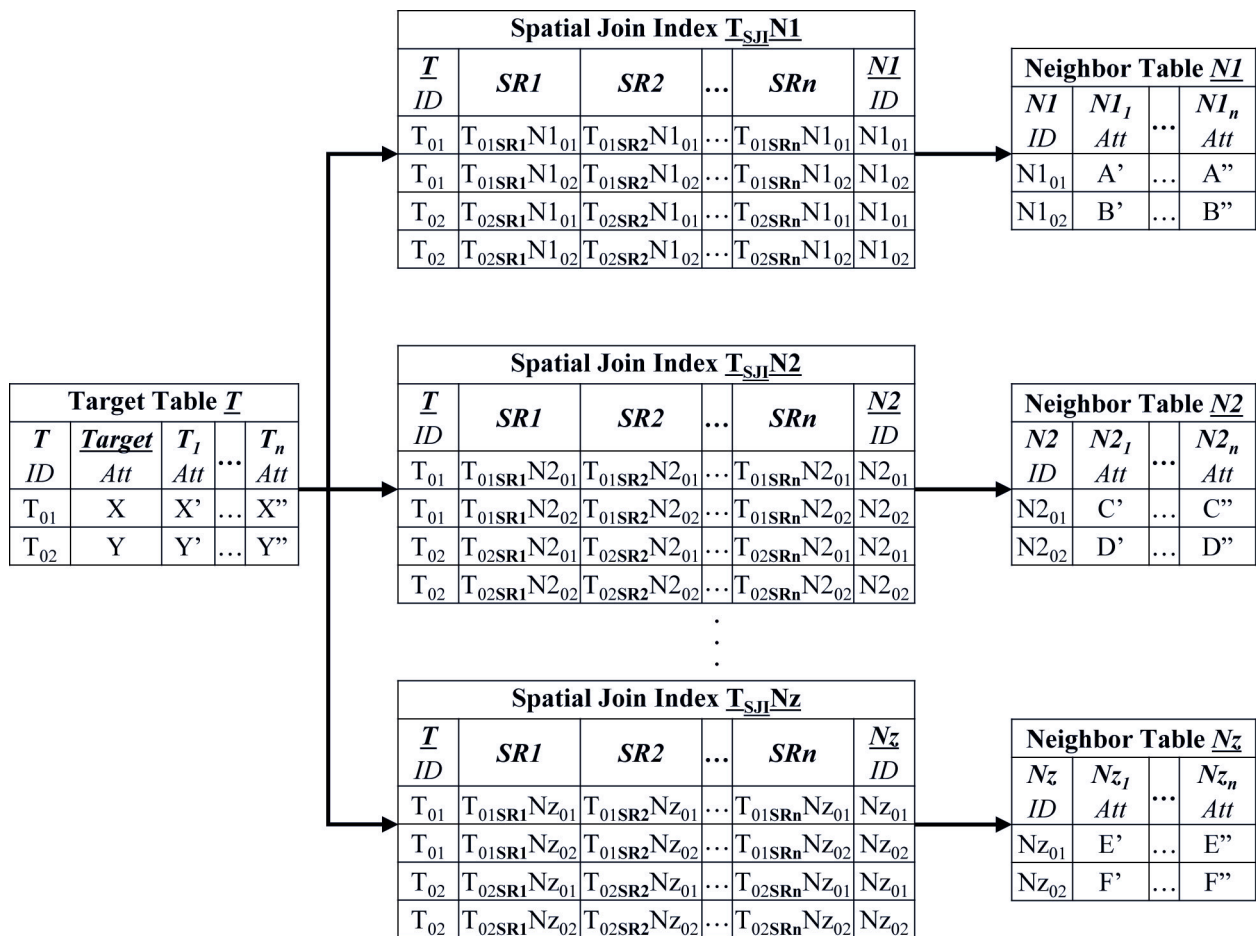 Spatial Join Index T_SJI N1
T SR1 SR2 … SRn N1
ID ID
T₀₁ T₀₁SR1N1₀₁ T₀₁SR2N1₀₁ … T₀₁SRnN1₀₁ N1₀₁
T₀₁ T₀₁SR1N1₀₂ T₀₁SR2N1₀₂ … T₀₁SRnN1₀₂ N1₀₂
T₀₂ T₀₂SR1N1₀₁ T₀₂SR2N1₀₁ … T₀₂SRnN1₀₁ N1₀₁
T₀₂ T₀₂SR1N1₀₂ T₀₂SR2N1₀₂ … T₀₂SRnN1₀₂ N1₀₂
Neighbor Table N1
N1 N1₁ … N1ₙ
ID Att Att
N1₀₁ A’ … A”
N1₀₂ B’ … B”
Target Table T
T Target T₁ … Tₙ
ID Att Att Att
T₀₁ X X’ … X”
T₀₂ Y Y’ … Y”
Spatial Join Index T_SJI N2
T SR1 SR2 … SRn N2
ID ID
T₀₁ T₀₁SR1N2₀₁ T₀₁SR2N2₀₁ … T₀₁SRnN2₀₁ N2₀₁
T₀₁ T₀₁SR1N2₀₂ T₀₁SR2N2₀₂ … T₀₁SRnN2₀₂ N2₀₂
T₀₂ T₀₂SR1N2₀₁ T₀₂SR2N2₀₁ … T₀₂SRnN2₀₁ N2₀₁
T₀₂ T₀₂SR1N2₀₂ T₀₂SR2N2₀₂ … T₀₂SRnN2₀₂ N2₀₂
Neighbor Table N2
N2 N2₁ … N2ₙ
ID Att Att
N2₀₁ C’ … C”
N2₀₂ D’ … D”
.
.
.
Spatial Join Index T_SJI Nz
T SR1 SR2 … SRn Nz
ID ID
T₀₁ T₀₁SR1Nz₀₁ T₀₁SR2Nz₀₁ … T₀₁SRnNz₀₁ Nz₀₁
T₀₁ T₀₁SR1Nz₀₂ T₀₁SR2Nz₀₂ … T₀₁SRnNz₀₂ Nz₀₂
T₀₂ T₀₂SR1Nz₀₁ T₀₂SR2Nz₀₁ … T₀₂SRnNz₀₁ Nz₀₁
T₀₂ T₀₂SR1Nz₀₂ T₀₂SR2Nz₀₂ … T₀₂SRnNz₀₂ Nz₀₂
Neighbor Table Nz
Nz Nz₁ … Nzₙ
ID Att Att
Nz₀₁ E’ … E”
Nz₀₂ F’ … F”